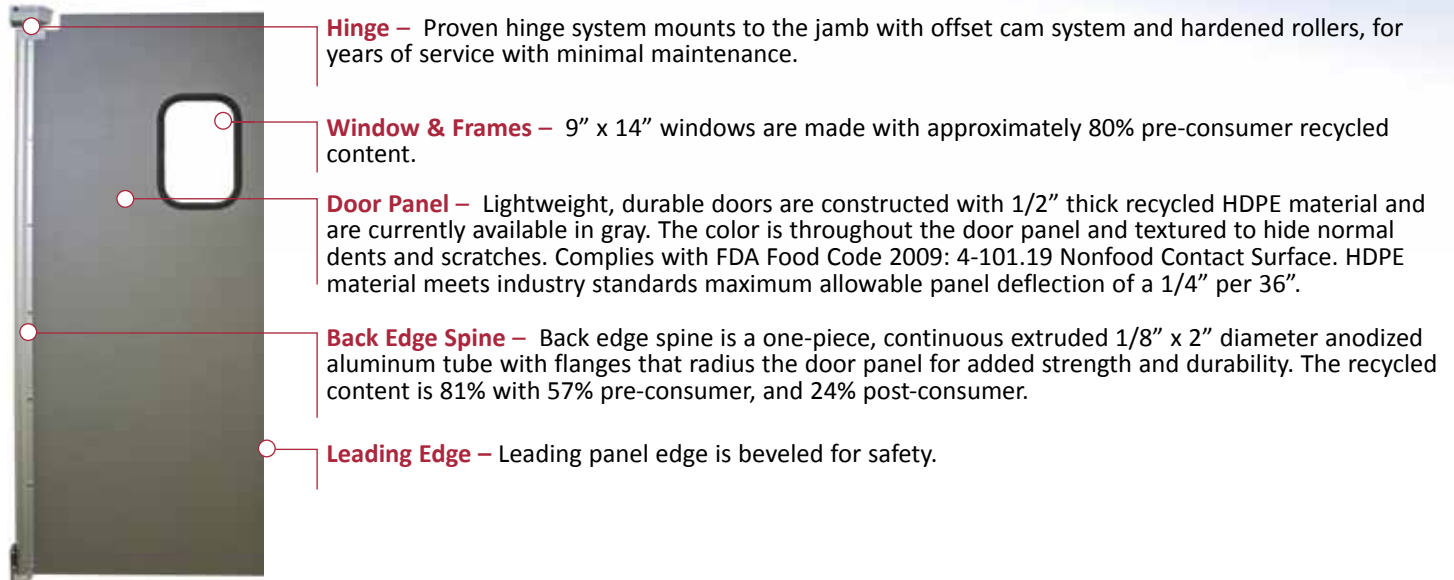 Hinge – Proven hinge system mounts to the jamb with offset cam system and hardened rollers, for
years of service with minimal maintenance.
Window & Frames – 9” x 14” windows are made with approximately 80% pre-consumer recycled
content.
Door Panel – Lightweight, durable doors are constructed with 1/2” thick recycled HDPE material and
are currently available in gray. The color is throughout the door panel and textured to hide normal
dents and scratches. Complies with FDA Food Code 2009: 4-101.19 Nonfood Contact Surface. HDPE
material meets industry standards maximum allowable panel deflection of a 1/4” per 36”.
Back Edge Spine – Back edge spine is a one-piece, continuous extruded 1/8” x 2” diameter anodized
aluminum tube with flanges that radius the door panel for added strength and durability. The recycled
content is 81% with 57% pre-consumer, and 24% post-consumer.
Leading Edge – Leading panel edge is beveled for safety.